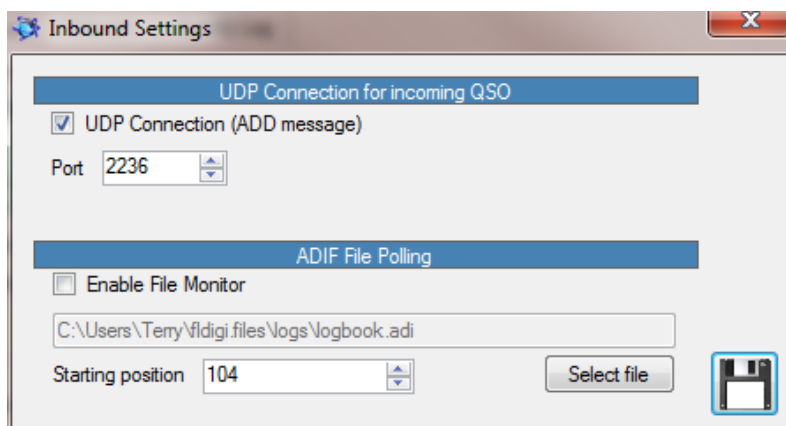 Inbound Settings
UDP Connection for incoming QSO
UDP Connection (ADD message)
Port 2236
ADIF File Polling
Enable File Monitor
C:\Users\Terry\fldigi.files\logs\logbook.adi
Starting position 104 Select file